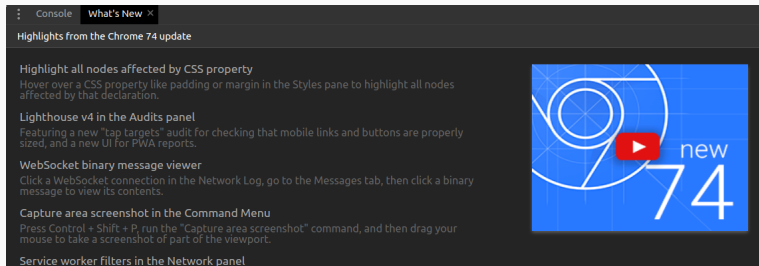 Console What's New ×
Highlights from the Chrome 74 update
Highlight all nodes affected by CSS property
Hover over a CSS property like padding or margin in the Styles pane to highlight all nodes
affected by that declaration.
Lighthouse v4 in the Audits panel
Featuring a new "tap targets" audit for checking that mobile links and buttons are properly
sized, and a new UI for PWA reports.
WebSocket binary message viewer
Click a WebSocket connection in the Network Log, go to the Messages tab, then click a binary
message to view its contents.
Capture area screenshot in the Command Menu
Press Control + Shift + P, run the "Capture area screenshot" command, and then drag your
mouse to take a screenshot of part of the viewport.
Service worker filters in the Network panel
new
74